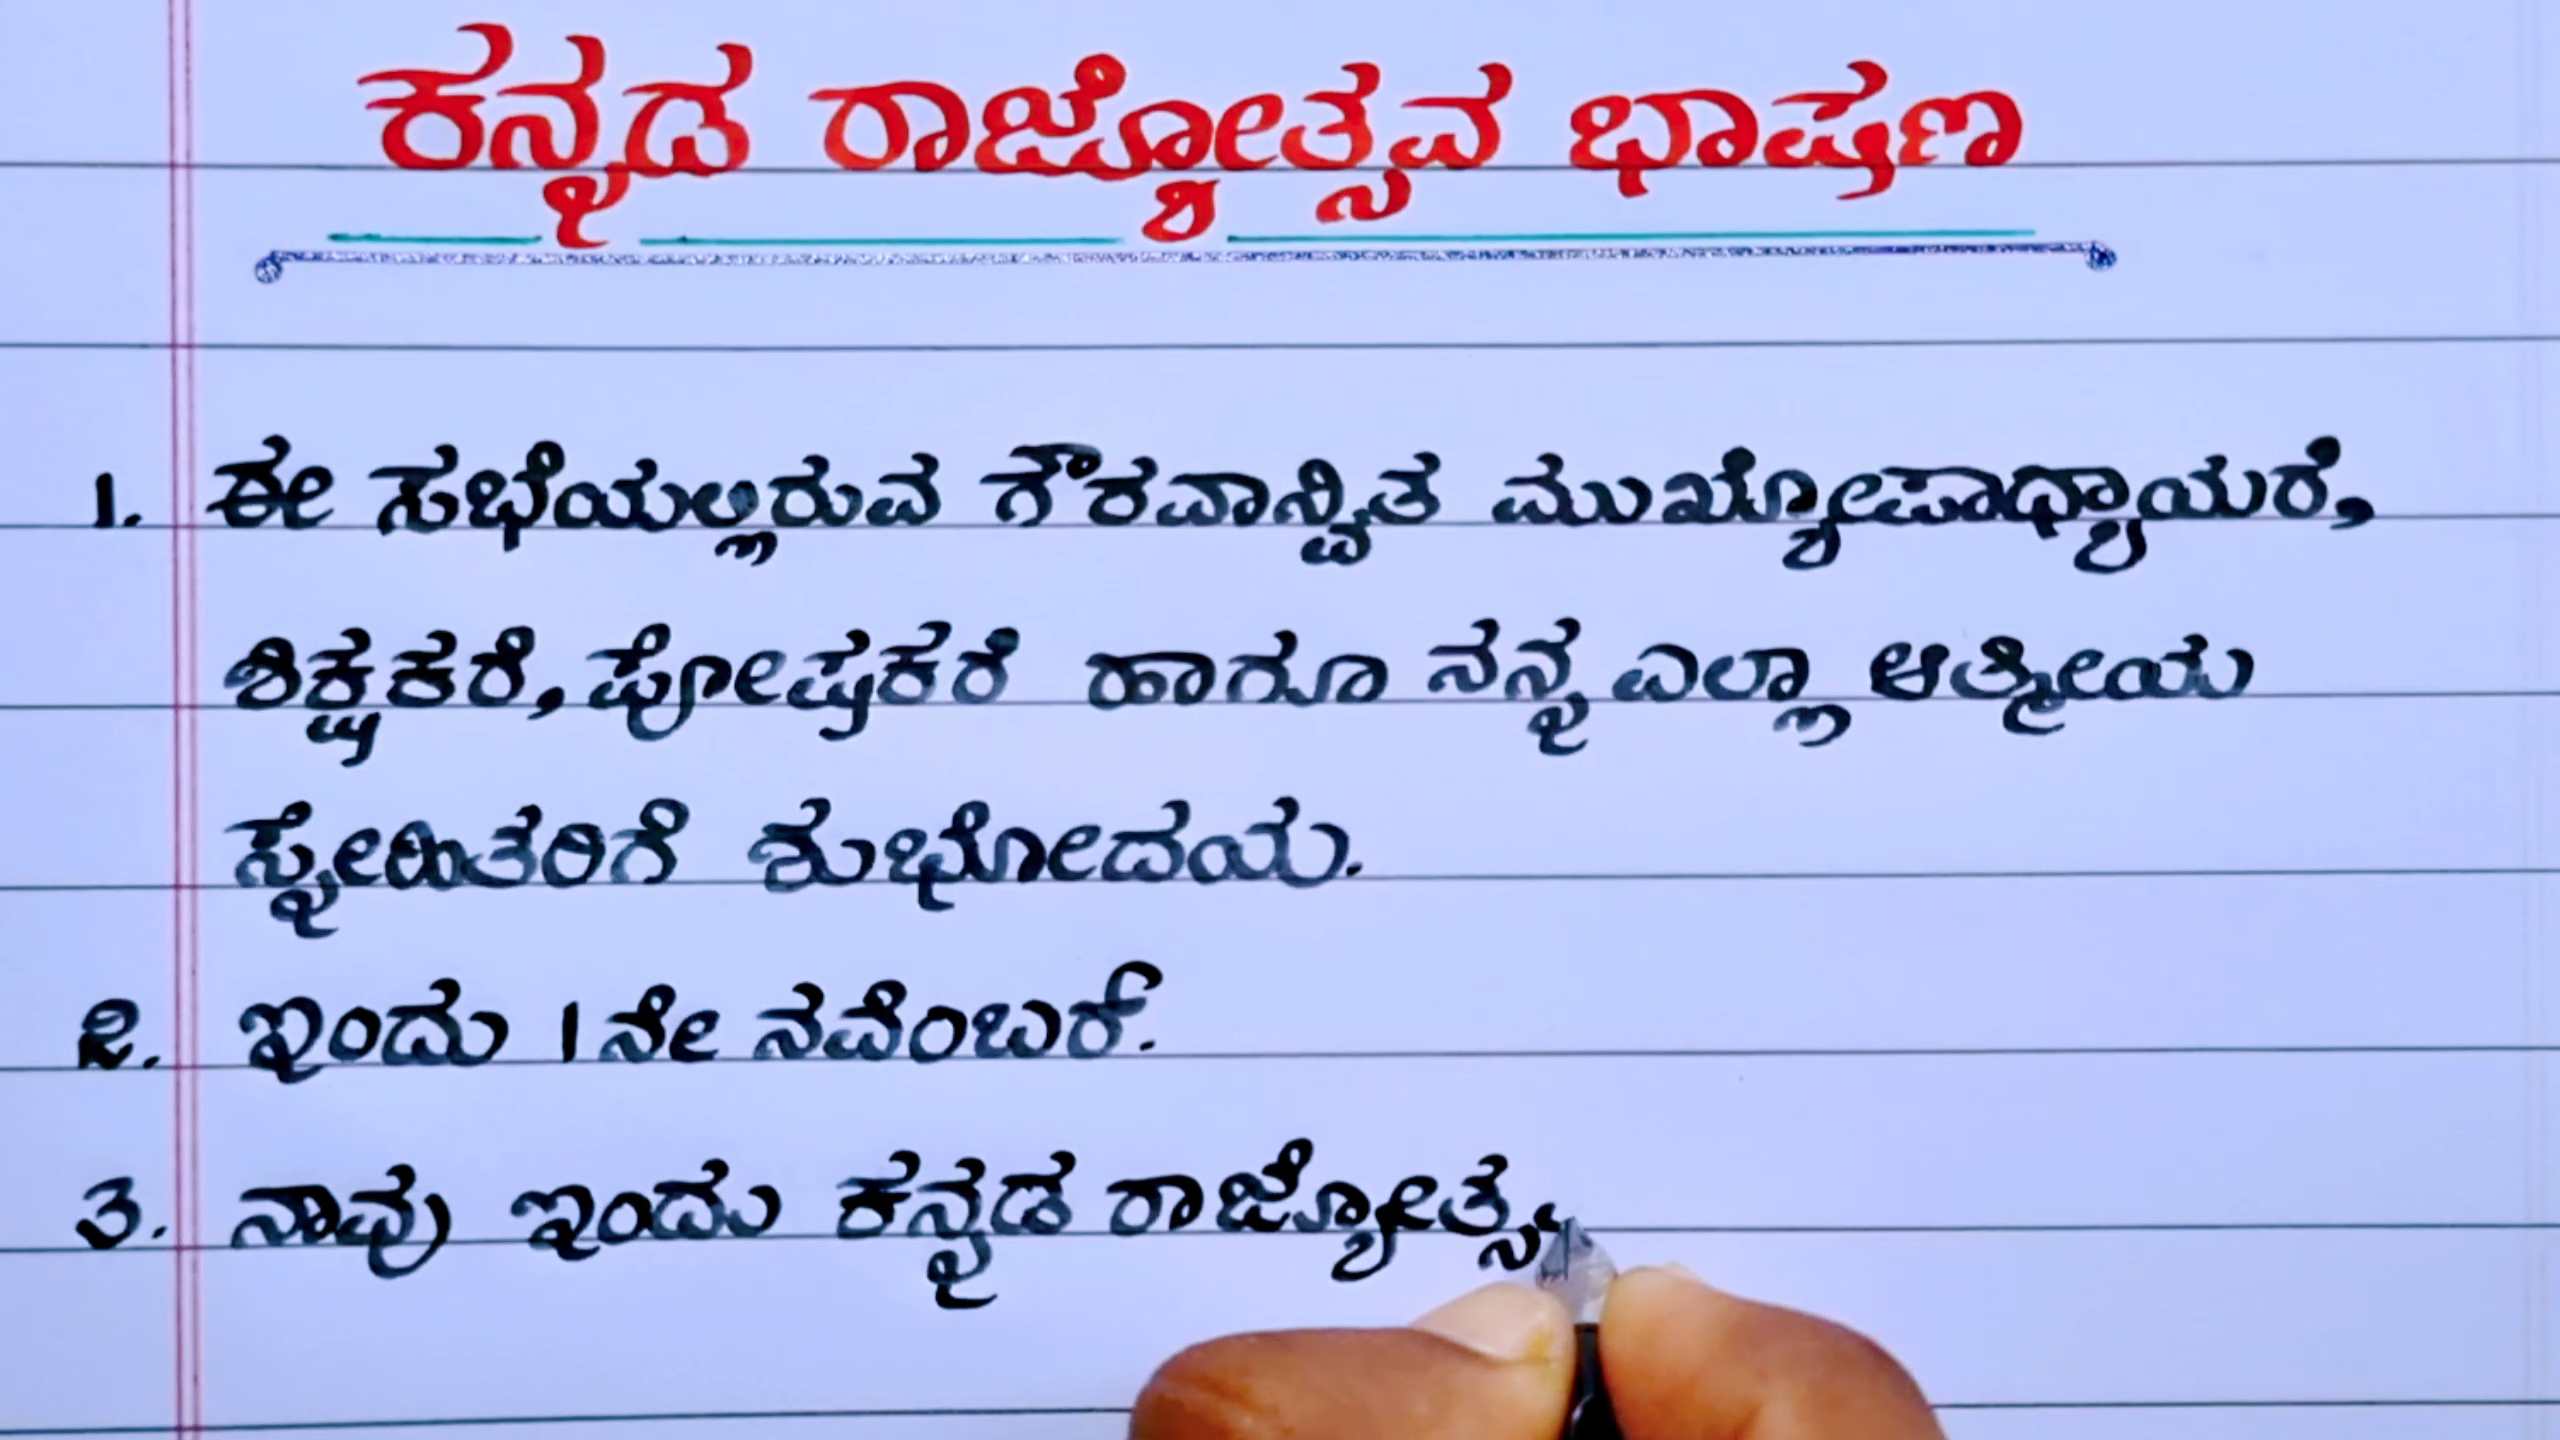 ಕನ್ನಡ ರಾಜ್ಯೋತ್ಸವ ಭಾಷಣ
1. ಈ ಸಭೆಯಲ್ಲಿರುವ ಗೌರವಾನ್ವಿತ ಮುಖ್ಯೋಪಾಧ್ಯಾಯರೆ,
ಶಿಕ್ಷಕರೆ, ಪೋಷಕರೆ ಹಾಗೂ ನನ್ನ ಎಲ್ಲಾ ಆತ್ಮೀಯ
ಸ್ನೇಹಿತರಿಗೆ ಶುಭೋದಯ.
2. ಇಂದು 1ನೇ ನವೆಂಬರ್.
3. ನಾವು ಇಂದು ಕನ್ನಡ ರಾಜ್ಯೋತ್ಸ